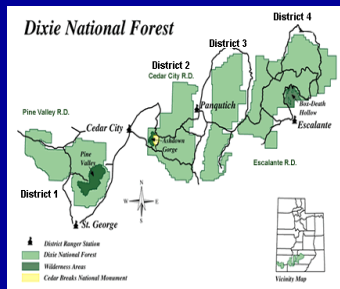 Dixie National Forest
District 4
District 3
District 2
Cedar City R.D.
Pine Valley R.D.
Panquitch
Box-Death
Hollow
Cedar City
Escalante
Ashdown
Gorge
Pine
Valley
Escalante R.D.
District 1
St. George
N
W
E
S
District Ranger Station
Dixie National Forest
Wilderness Areas
Cedar Breaks National Monument
Vicinity Map